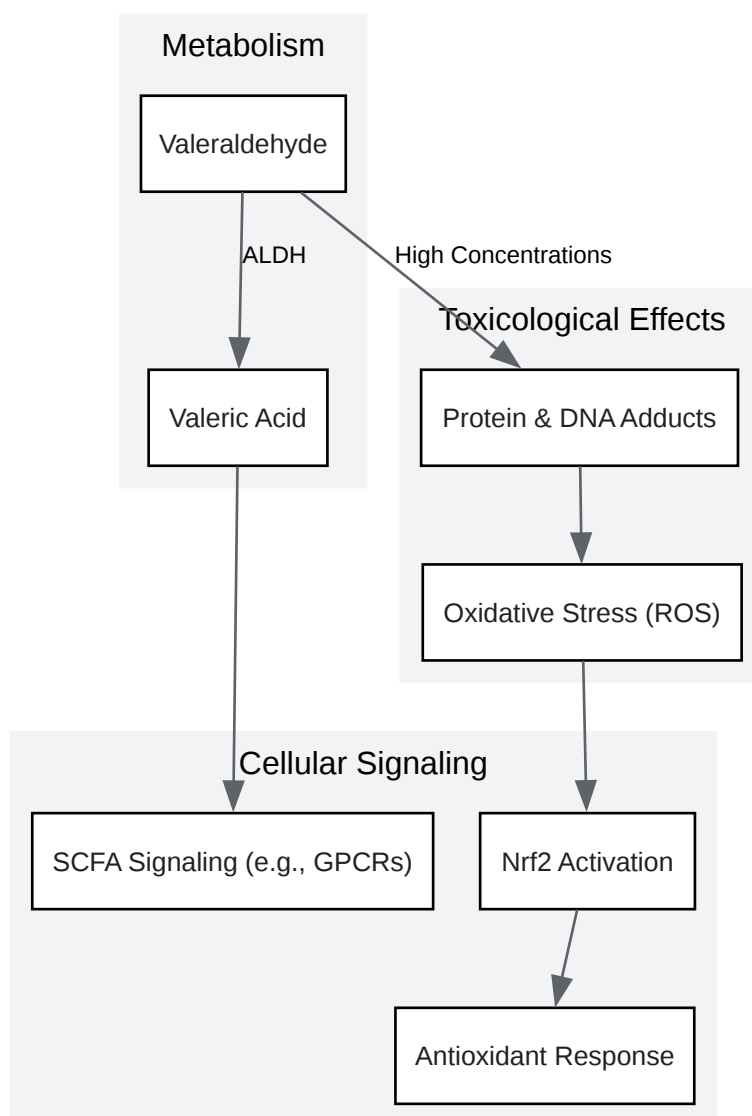 Metabolism
Valeraldehyde
ALDH
High Concentrations
Toxicological Effects
Valeric Acid
Protein & DNA Adducts
Oxidative Stress (ROS)
Cellular Signaling
SCFA Signaling (e.g., GPCRs)
Nrf2 Activation
Antioxidant Response